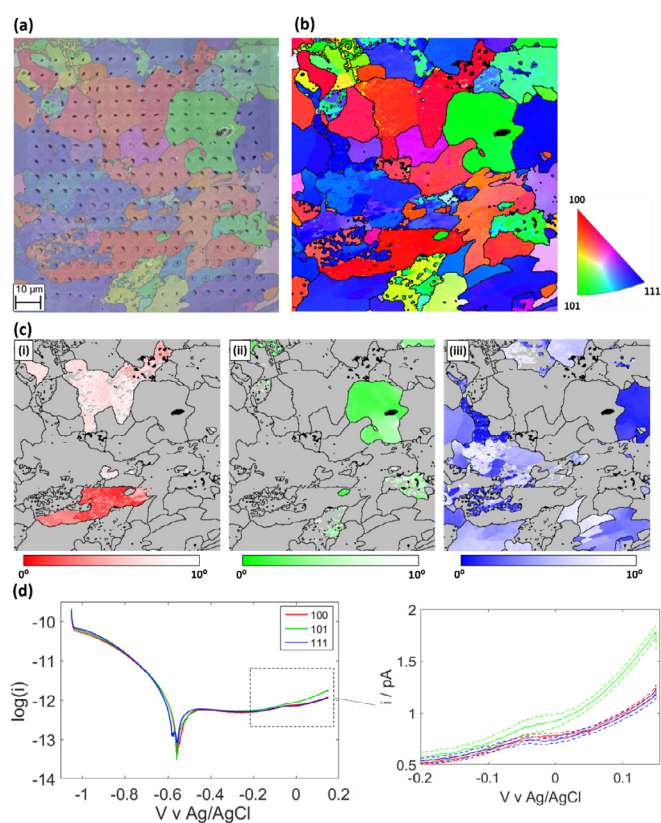 (a)
(b)
10 µm
100
101
111
(c)
(i)
(ii)
(iii)
0° 10°
0° 10°
0° 10°
(d)
100
101
111
log(i)
-10
-11
-12
-13
-14
-1 -0.8 -0.6 -0.4 -0.2 0 0.2
V v Ag/AgCl
i / pA
2
1.5
1
0.5
-0.2 -0.1 0 0.1
V v Ag/AgCl